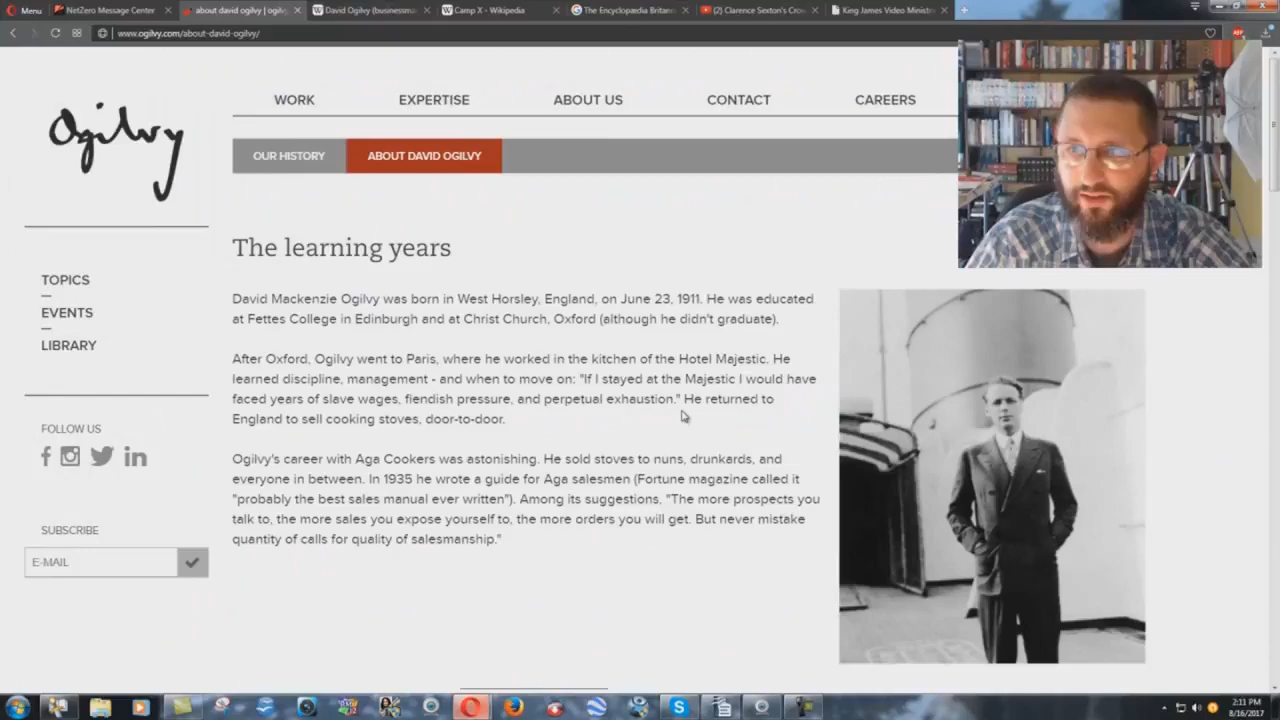 Menu
NetZero Message Center
about david ogilvy | ogilvy
David Ogilvy (businessma
Camp X - Wikipedia
The Encyclopædia Britan
(2) Clarence Sexton's Crow
King James Video Ministrie
www.ogilvy.com/about-david-ogilvy/
Ogilvy
WORK
EXPERTISE
ABOUT US
CONTACT
CAREERS
OUR HISTORY
ABOUT DAVID OGILVY
The learning years
TOPICS
EVENTS
LIBRARY
David Mackenzie Ogilvy was born in West Horsley, England, on June 23, 1911. He was educated
at Fettes College in Edinburgh and at Christ Church, Oxford (although he didn't graduate).
After Oxford, Ogilvy went to Paris, where he worked in the kitchen of the Hotel Majestic. He
learned discipline, management - and when to move on: "If I stayed at the Majestic I would have
faced years of slave wages, fiendish pressure, and perpetual exhaustion." He returned to
England to sell cooking stoves, door-to-door.
Ogilvy's career with Aga Cookers was astonishing. He sold stoves to nuns, drunkards, and
everyone in between. In 1935 he wrote a guide for Aga salesmen (Fortune magazine called it
"probably the best sales manual ever written"). Among its suggestions, "The more prospects you
talk to, the more sales you expose yourself to, the more orders you will get. But never mistake
quantity of calls for quality of salesmanship."
FOLLOW US
SUBSCRIBE
E-MAIL
2:11 PM
8/16/2017